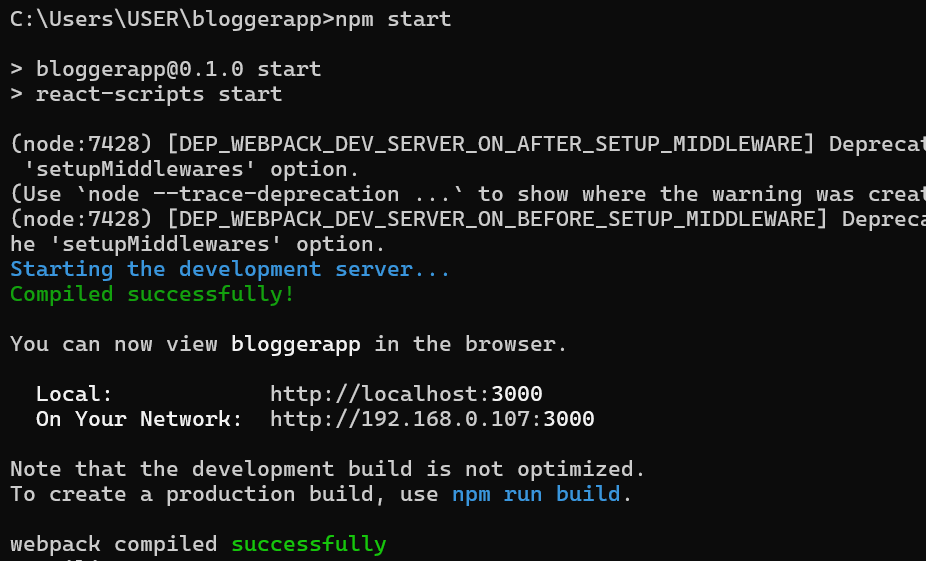 C:\Users\USER\bloggerapp>npm start
> bloggerapp@0.1.0 start
> react-scripts start
(node:7428) [DEP_WEBPACK_DEV_SERVER_ON_AFTER_SETUP_MIDDLEWARE] Deprecat
'setupMiddlewares' option.
(Use `node --trace-deprecation ...` to show where the warning was creat
(node:7428) [DEP_WEBPACK_DEV_SERVER_ON_BEFORE_SETUP_MIDDLEWARE] Depreca
he 'setupMiddlewares' option.
Starting the development server...
Compiled successfully!
You can now view bloggerapp in the browser.
Local: http://localhost:3000
On Your Network: http://192.168.0.107:3000
Note that the development build is not optimized.
To create a production build, use npm run build.
webpack compiled successfully